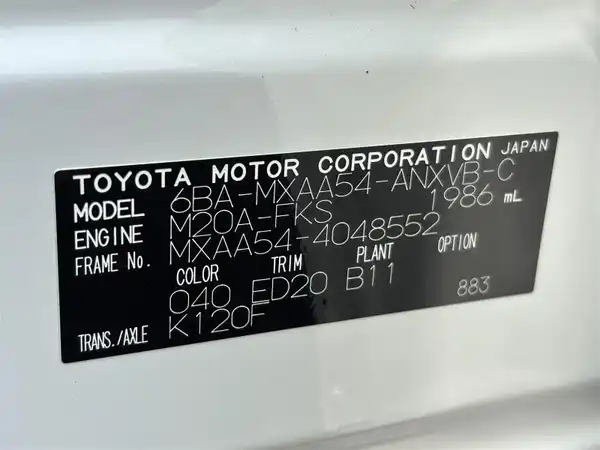 TOYOTA MOTOR CORPORATION JAPAN
MODEL 6BA-MXAA54-ANXVB-C
ENGINE M20A-FKS 1986 mL
FRAME No. MXAA54-4048552
COLOR TRIM PLANT OPTION
040 ED20 B11 883
TRANS./AXLE K120F